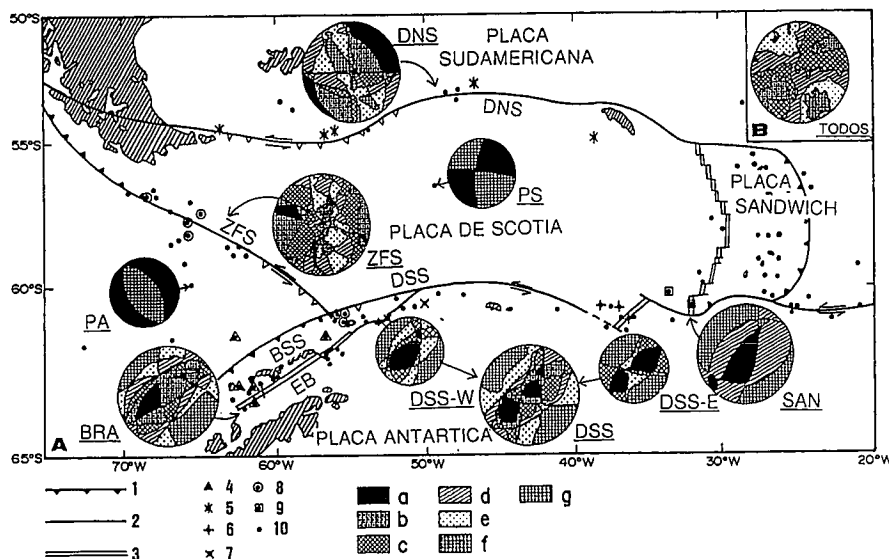 50°S
DNS
PLACA
SUDAMERICANA
B
TODOS
DNS
55°S
PLACA
SANDWICH
PS
ZFS
PLACA DE SCOTIA
ZFS
DSS
60°S
PA
BSS
EB
DSS-W
DSS-E
SAN
BRA
DSS
A
PLACA ANTARTICA
65°S
70°W
60°W
50°W
40°W
30°W
20°W
1
4
8
a
d
g
2
5
9
b
e
3
6
10
c
f
7